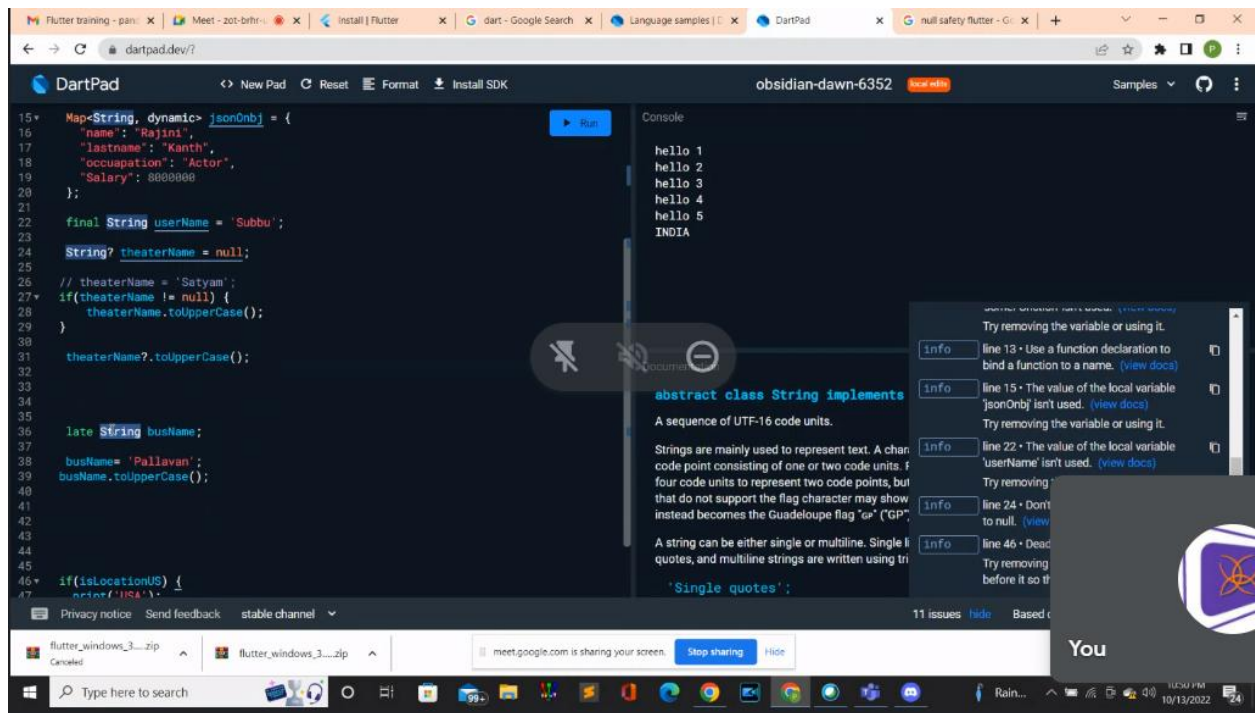 Flutter training - pan
Meet - zot-brhr-
Install | Flutter
dart - Google Search
Language samples | D
DartPad
null safety flutter - G
dartpad.dev/?
DartPad
<> New Pad
Reset
Format
Install SDK
obsidian-dawn-6352
local edits
Samples
15 Map<String, dynamic> jsonOnbj = {
16 "name": "Rajini",
17 "lastname": "Kanth",
18 "occuapation": "Actor",
19 "Salary": 8000000
20 };
21
22 final String userName = 'Subbu';
23
24 String? theaterName = null;
25
26 // theaterName = 'Satyam';
27 if(theaterName != null) {
28 theaterName.toUpperCase();
29 }
30
31 theaterName?.toUpperCase();
32
33
34
35
36 late String busName;
37
38 busName= 'Pallavan';
39 busName.toUpperCase();
40
41
42
43
44
45
46 if(isLocationUS) {
47 print('USA');
Run
Console
hello 1
hello 2
hello 3
hello 4
hello 5
INDIA
abstract class String implements
A sequence of UTF-16 code units.
Strings are mainly used to represent text. A chara
code point consisting of one or two code units. F
four code units to represent two code points, but
that do not support the flag character may show
instead becomes the Guadeloupe flag "GP" ("GP",
A string can be either single or multiline. Single li
quotes, and multiline strings are written using tri
'Single quotes';
Try removing the variable or using it.
info line 13 • Use a function declaration to
bind a function to a name. (view docs)
info line 15 • The value of the local variable
'jsonOnbj' isn't used. (view docs)
Try removing the variable or using it.
info line 22 • The value of the local variable
'userName' isn't used. (view docs)
Try removing
info line 24 • Don't
to null. (view
info line 46 • Dead
Try removing
before it so th
Privacy notice
Send feedback
stable channel
11 issues
hide
Based
You
flutter_windows_3....zip
Canceled
flutter_windows_3....zip
meet.google.com is sharing your screen.
Stop sharing
Hide
Type here to search
99+
Rain...
10:50 PM
10/13/2022
24